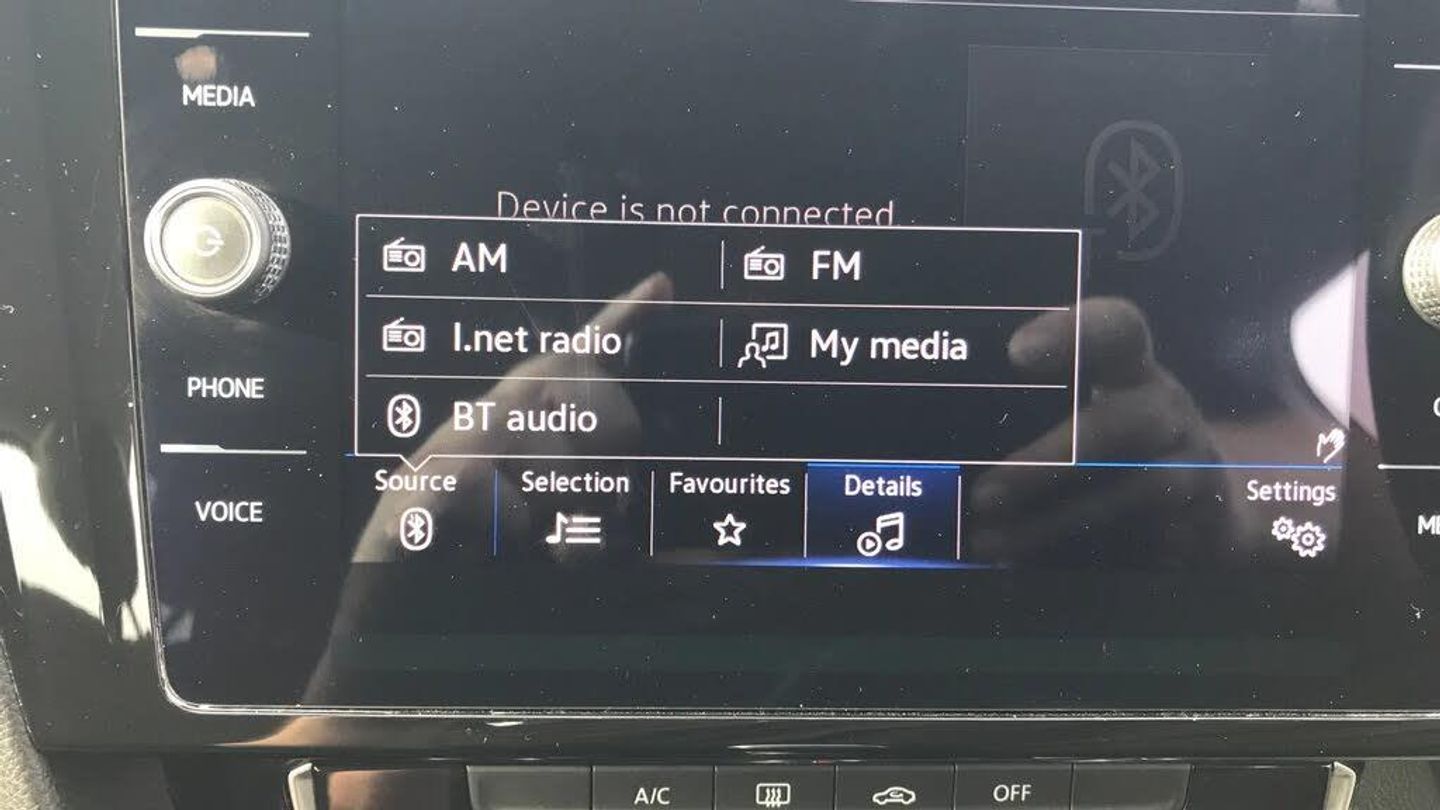 MEDIA
Device is not connected.
AM
FM
I.net radio
My media
PHONE
BT audio
Source
Selection
Favourites
Details
Settings
VOICE
A/C
OFF